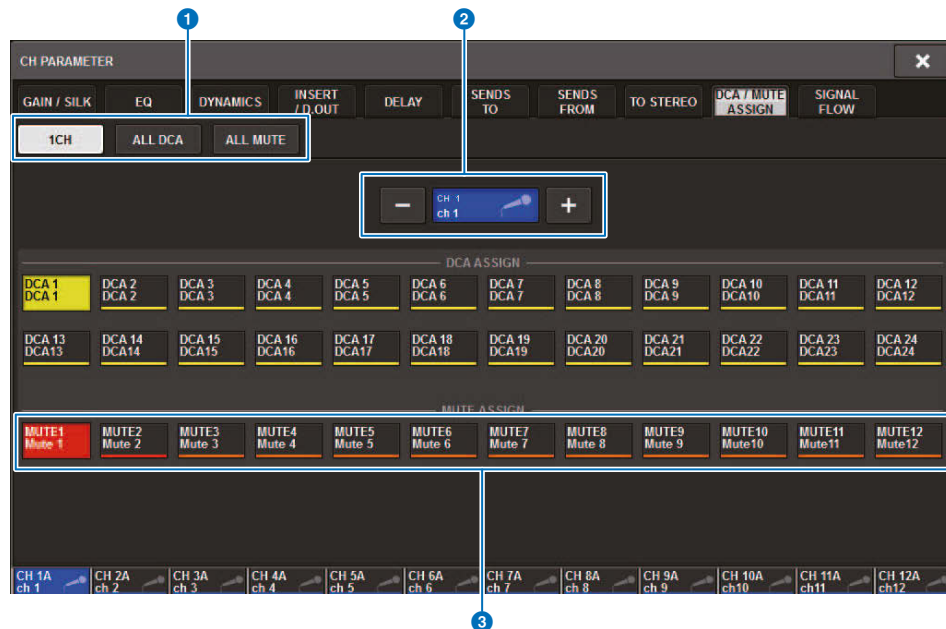 1 2
CH PARAMETER ×
GAIN / SILK EQ DYNAMICS INSERT / D.OUT DELAY SENDS TO SENDS FROM TO STEREO DCA / MUTE ASSIGN SIGNAL FLOW
1CH ALL DCA ALL MUTE
− CH 1 +
ch 1
DCA ASSIGN
DCA 1 DCA 2 DCA 3 DCA 4 DCA 5 DCA 6 DCA 7 DCA 8 DCA 9 DCA 10 DCA 11 DCA 12
DCA 1 DCA 2 DCA 3 DCA 4 DCA 5 DCA 6 DCA 7 DCA 8 DCA 9 DCA10 DCA11 DCA12
DCA 13 DCA 14 DCA 15 DCA 16 DCA 17 DCA 18 DCA 19 DCA 20 DCA 21 DCA 22 DCA 23 DCA 24
DCA13 DCA14 DCA15 DCA16 DCA17 DCA18 DCA19 DCA20 DCA21 DCA22 DCA23 DCA24
MUTE ASSIGN
MUTE1 MUTE2 MUTE3 MUTE4 MUTE5 MUTE6 MUTE7 MUTE8 MUTE9 MUTE10 MUTE11 MUTE12
Mute 1 Mute 2 Mute 3 Mute 4 Mute 5 Mute 6 Mute 7 Mute 8 Mute 9 Mute10 Mute11 Mute12
CH 1A CH 2A CH 3A CH 4A CH 5A CH 6A CH 7A CH 8A CH 9A CH 10A CH 11A CH 12A
ch 1 ch 2 ch 3 ch 4 ch 5 ch 6 ch 7 ch 8 ch 9 ch10 ch11 ch12
3